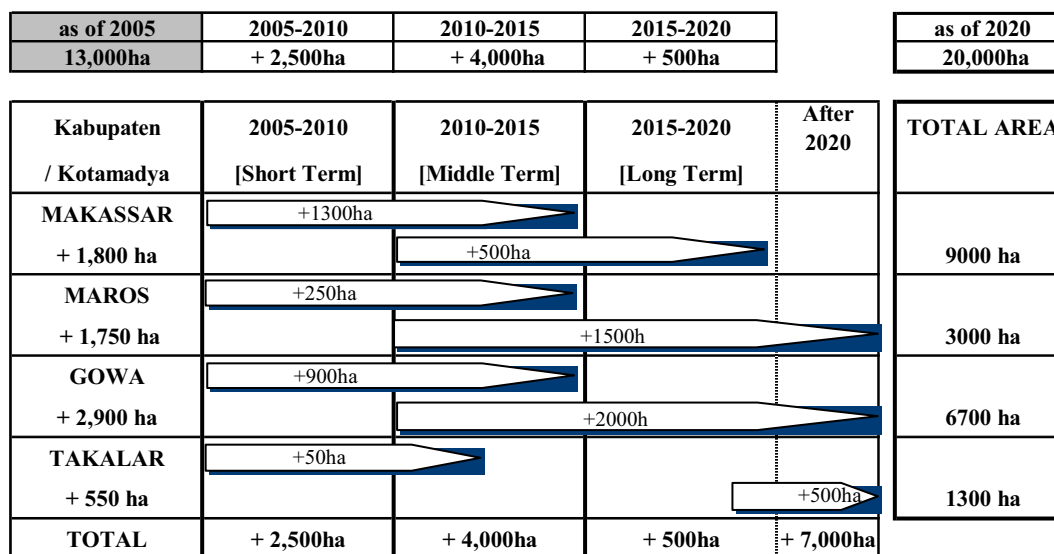 as of 2005 2005-2010 2010-2015 2015-2020 as of 2020
13,000ha + 2,500ha + 4,000ha + 500ha 20,000ha
Kabupaten 2005-2010 2010-2015 2015-2020 After 2020 TOTAL AREA
/ Kotamadya [Short Term] [Middle Term] [Long Term]
MAKASSAR +1300ha
+ 1,800 ha +500ha 9000 ha
MAROS +250ha
+ 1,750 ha +1500h 3000 ha
GOWA +900ha
+ 2,900 ha +2000h 6700 ha
TAKALAR +50ha
+ 550 ha +500ha 1300 ha
TOTAL + 2,500ha + 4,000ha + 500ha + 7,000ha